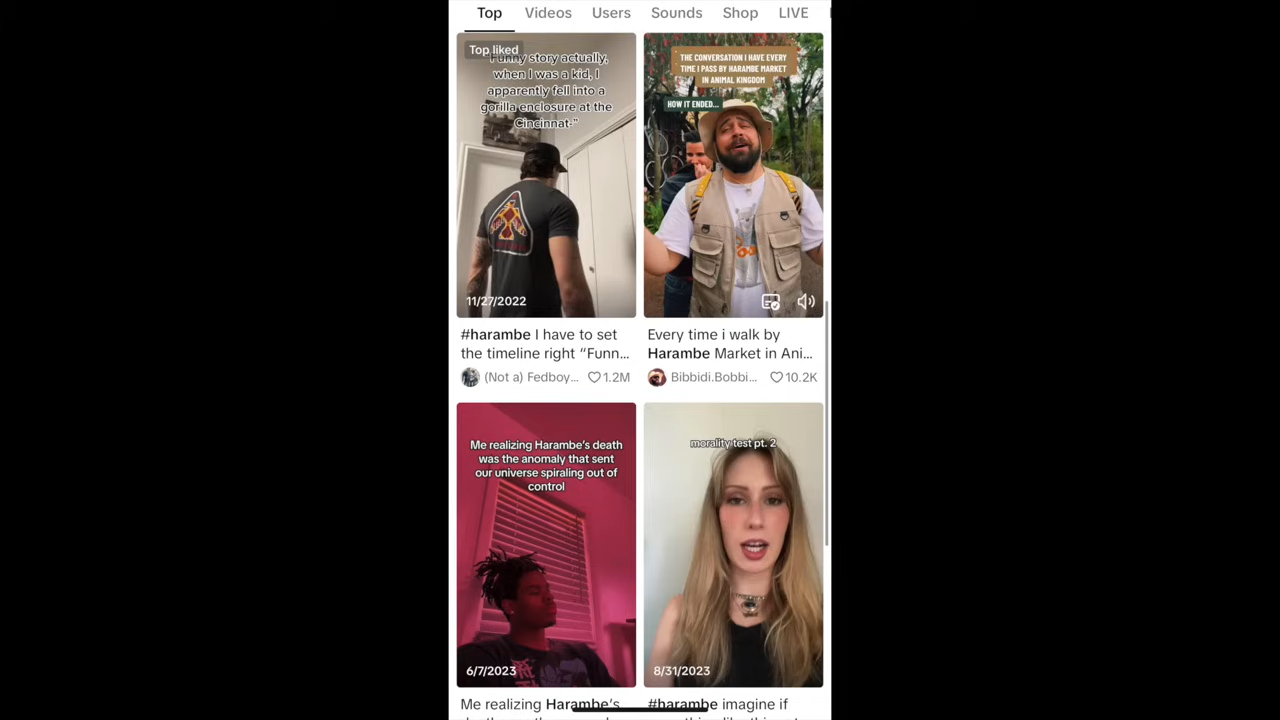 Top
Videos
Users
Sounds
Shop
LIVE
Top liked
"Funny story actually,
when I was a kid, I
apparently fell into a
gorilla enclosure at the
Cincinnat-"
11/27/2022
#harambe I have to set
the timeline right “Funn...
(Not a) Fedboy...
1.2M
THE CONVERSATION I HAVE EVERY
TIME I PASS BY HARAMBE MARKET
IN ANIMAL KINGDOM
HOW IT ENDED...
Every time i walk by
Harambe Market in Ani...
Bibbidi.Bobbi...
10.2K
Me realizing Harambe's death
was the anomaly that sent
our universe spiraling out of
control
6/7/2023
Me realizing Harambe's
morality test pt. 2
8/31/2023
#harambe imagine if